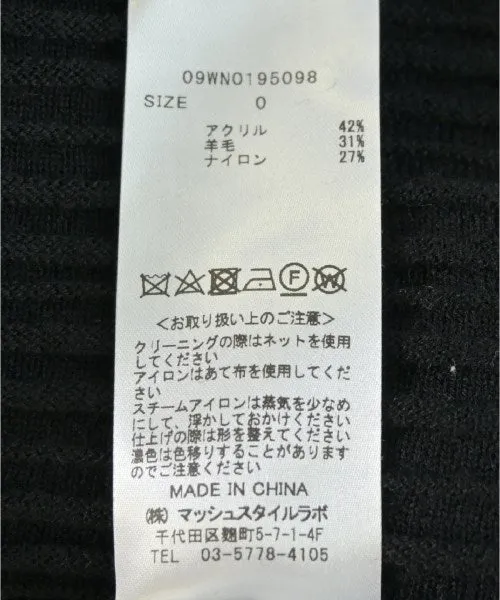 09WNO195098
SIZE 0
アクリル 42%
羊毛 31%
ナイロン 27%
F W
<お取り扱い上のご注意>
クリーニングの際はネットを使用
してください
アイロンはあて布を使用してくだ
さい
スチームアイロンは蒸気を少なめ
にして、浮かしておかけください
仕上げの際は形を整えてください
濃色は色移りすることがあります
のでご注意ください
MADE IN CHINA
(株) マッシュスタイルラボ
千代田区麹町5-7-1-4F
TEL 03-5778-4105